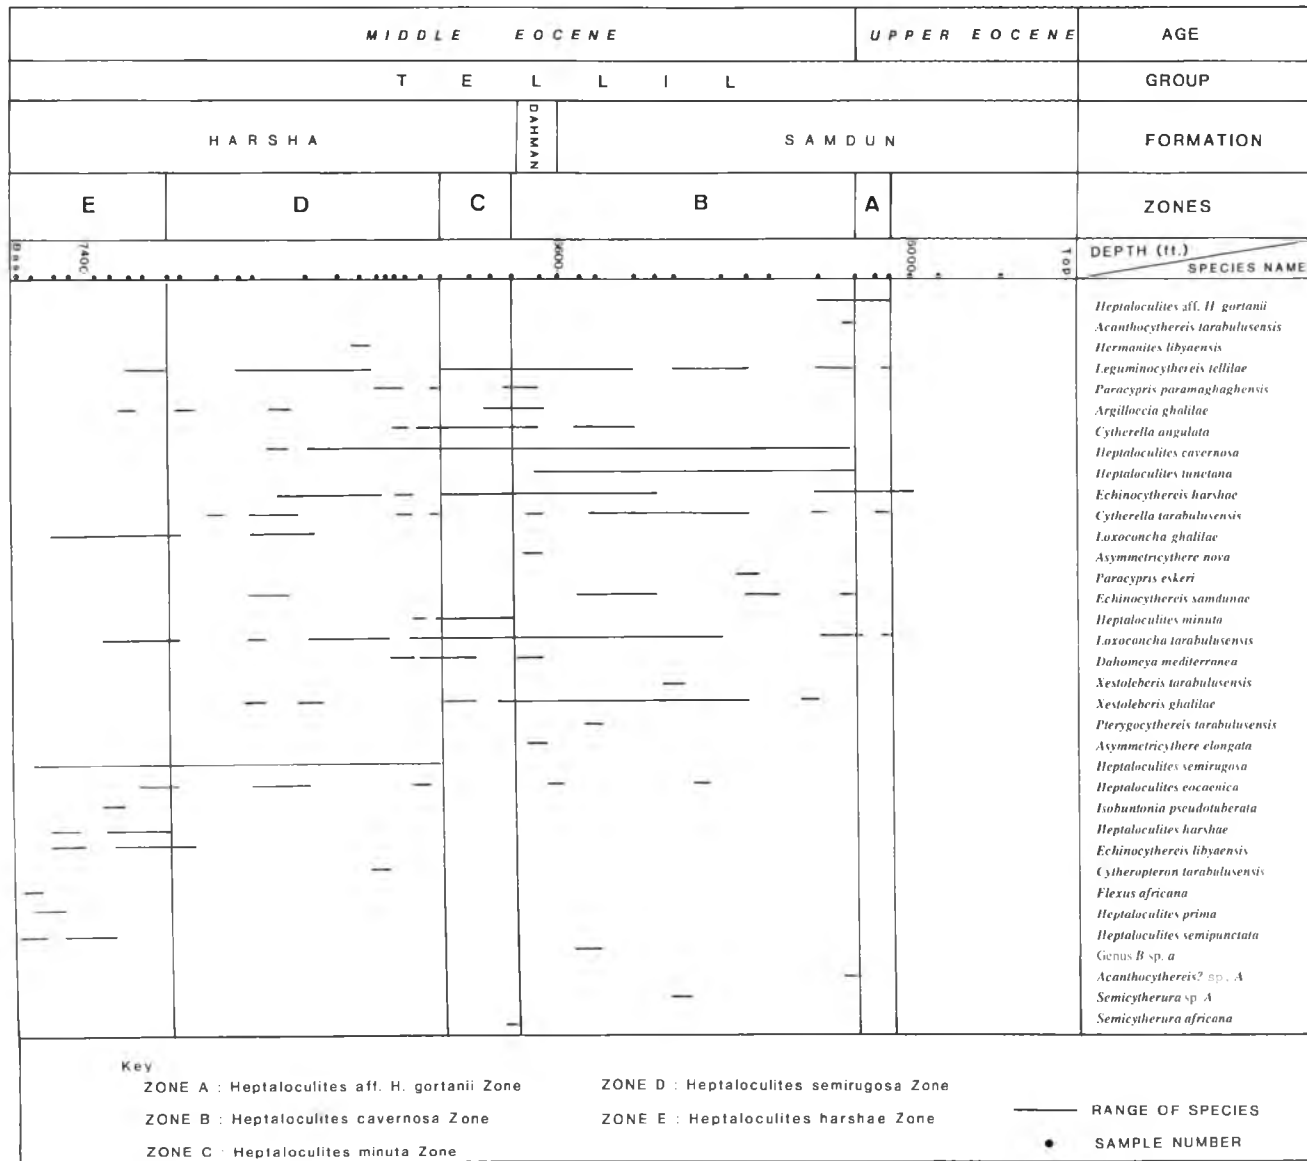 MIDDLE EOCENE UPPER EOCENE AGE
T E L L I L GROUP
HARSHA DAHMAN SAMDUN FORMATION
E D C B A ZONES
Base 7400 6600 5000 Top DEPTH (ft.)
SPECIES NAME
Heptaloculites aff. H gortanii
Acanthocythereis tarabulusensis
Hermanites libyaensis
Leguminocythereis tellilae
Paracypris paramaghaghensis
Argilloecia ghalilae
Cytherella angulata
Heptaloculites cavernosa
Heptaloculites tunetana
Echinocythereis harshae
Cytherella tarabulusensis
Loxoconcha ghalilae
Asymmetricythere nova
Paracypris eskeri
Echinocythereis samdunae
Heptaloculites minuta
Loxoconcha tarabulusensis
Dahomeya mediterranea
Xestoleberis tarabulusensis
Xestoleberis ghalilae
Pterygocythereis tarabulusensis
Asymmetricythere elongata
Heptaloculites semirugosa
Heptaloculites eocaenica
Isobuntonia pseudotuberata
Heptaloculites harshae
Echinocythereis libyaensis
Cytheropteron tarabulusensis
Flexus africana
Heptaloculites prima
Heptaloculites semipunctata
Genus B sp. a
Acanthocythereis? sp. A
Semicytherura sp A
Semicytherura africana
Key
ZONE A : Heptaloculites aff. H. gortanii Zone
ZONE B : Heptaloculites cavernosa Zone
ZONE C : Heptaloculites minuta Zone
ZONE D : Heptaloculites semirugosa Zone
ZONE E : Heptaloculites harshae Zone
RANGE OF SPECIES
SAMPLE NUMBER